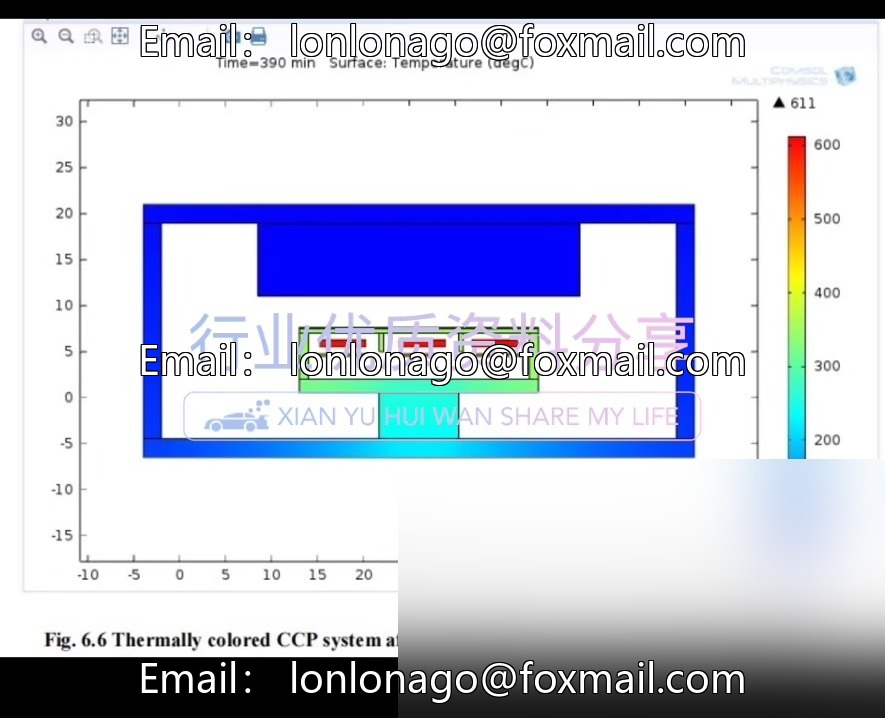 Email： lonlonago@foxmail.com
Time=390 min Surface: Temperature (degC)
COMSOL
MULTIPHYSICS
▲ 611
600
500
400
300
200
30
25
20
15
10
5
0
-5
-10
-15
行业优质资料分享
Email： lonlonago@foxmail.com
XIAN YU HUI WAN SHARE MY LIFE
-10 -5 0 5 10 15 20
Fig. 6.6 Thermally colored CCP system
Email： lonlonago@foxmail.com